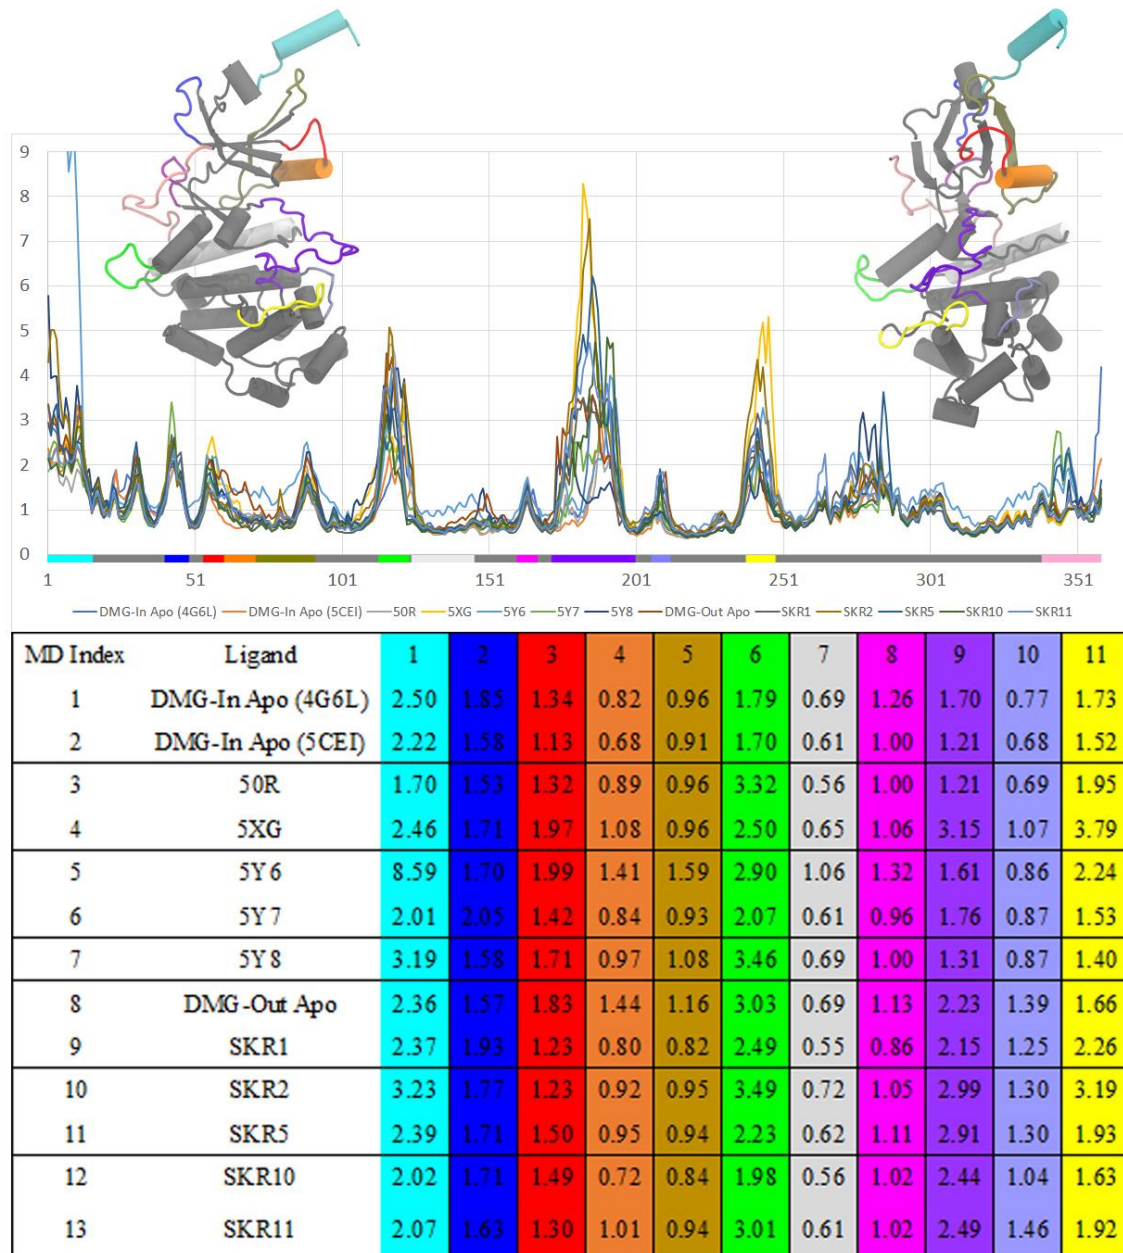 9
8
7
6
5
4
3
2
1
0
1 51 101 151 201 251 301 351
DMG-In Apo (4G6L) DMG-In Apo (5CEI) 50R 5XG 5Y6 5Y7 5Y8 DMG-Out Apo SKR1 SKR2 SKR5 SKR10 SKR11
MD Index Ligand 1 2 3 4 5 6 7 8 9 10 11
1 DMG-In Apo (4G6L) 2.50 1.85 1.34 0.82 0.96 1.79 0.69 1.26 1.70 0.77 1.73
2 DMG-In Apo (5CEI) 2.22 1.58 1.13 0.68 0.91 1.70 0.61 1.00 1.21 0.68 1.52
3 50R 1.70 1.53 1.32 0.89 0.96 3.32 0.56 1.00 1.21 0.69 1.95
4 5XG 2.46 1.71 1.97 1.08 0.96 2.50 0.65 1.06 3.15 1.07 3.79
5 5Y6 8.59 1.70 1.99 1.41 1.59 2.90 1.06 1.32 1.61 0.86 2.24
6 5Y7 2.01 2.05 1.42 0.84 0.93 2.07 0.61 0.96 1.76 0.87 1.53
7 5Y8 3.19 1.58 1.71 0.97 1.08 3.46 0.69 1.00 1.31 0.87 1.40
8 DMG-Out Apo 2.36 1.57 1.83 1.44 1.16 3.03 0.69 1.13 2.23 1.39 1.66
9 SKR1 2.37 1.93 1.23 0.80 0.82 2.49 0.55 0.86 2.15 1.25 2.26
10 SKR2 3.23 1.77 1.23 0.92 0.95 3.49 0.72 1.05 2.99 1.30 3.19
11 SKR5 2.39 1.71 1.50 0.95 0.94 2.23 0.62 1.11 2.91 1.30 1.93
12 SKR10 2.02 1.71 1.49 0.72 0.84 1.98 0.56 1.02 2.44 1.04 1.63
13 SKR11 2.07 1.63 1.30 1.01 0.94 3.01 0.61 1.02 2.49 1.46 1.92